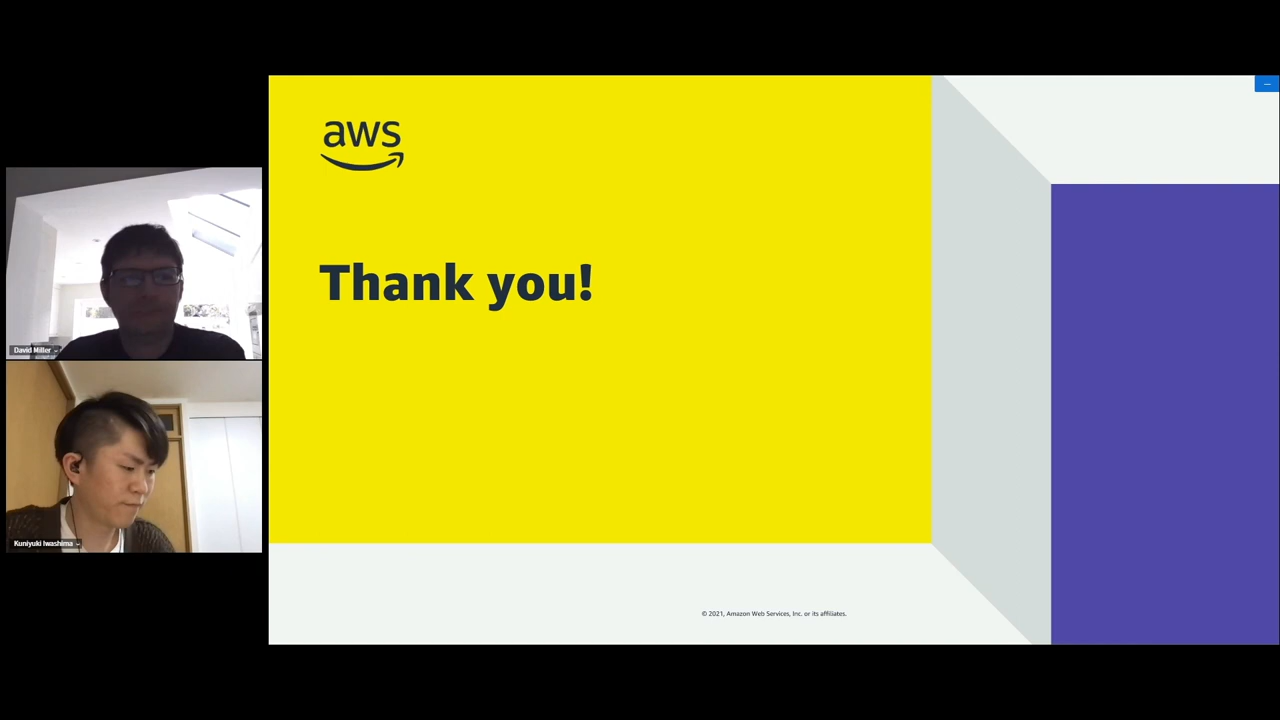 aws
Thank you!
David Miller
Kuniyuki Iwashima
© 2021, Amazon Web Services, Inc. or its affiliates.